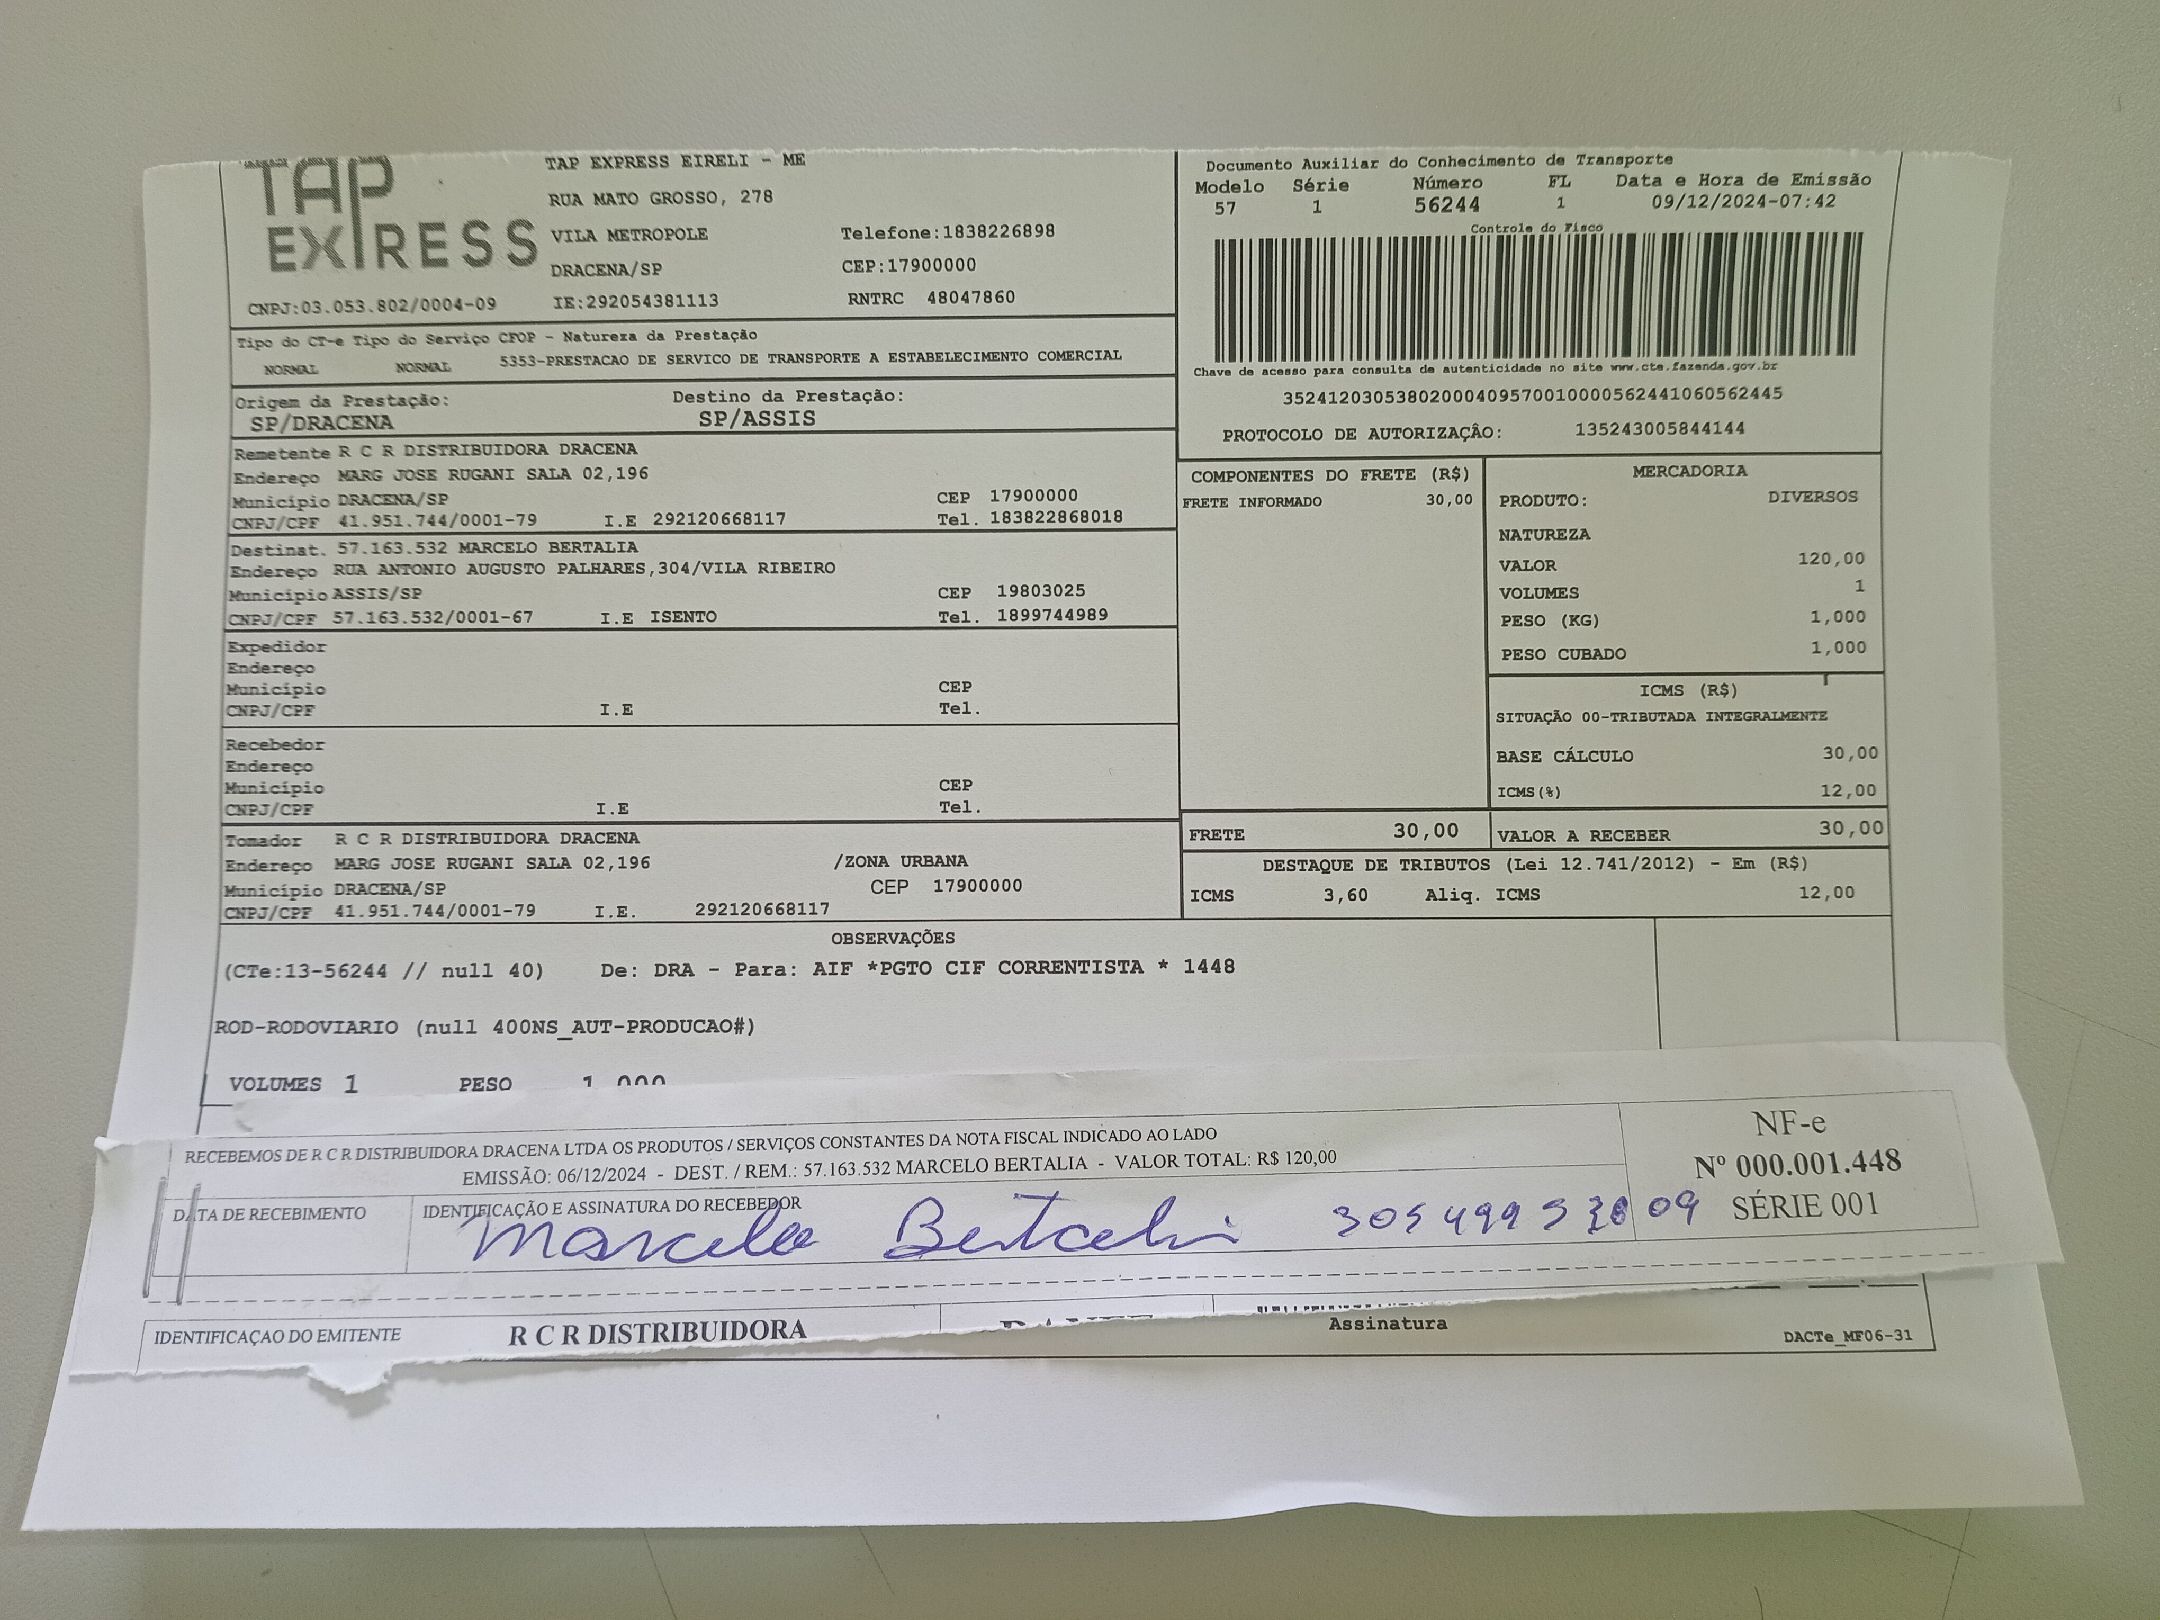 TAP EXPRESS
TAP EXPRESS EIRELI - ME
RUA MATO GROSSO, 278
VILA METROPOLE Telefone:1838226898
DRACENA/SP CEP:17900000
CNPJ:03.053.802/0004-09 IE:292054381113 RNTRC 48047860
Documento Auxiliar do Conhecimento de Transporte
Modelo Série Número FL Data e Hora de Emissão
57 1 56244 1 09/12/2024-07:42
Controle do Fisco
Chave de acesso para consulta de autenticidade no site www.cte.fazenda.gov.br
35241203053802000409570010000562441060562445
PROTOCOLO DE AUTORIZAÇÂO: 135243005844144
Tipo do CT-e Tipo do Serviço CFOP - Natureza da Prestação
NORMAL NORMAL 5353-PRESTACAO DE SERVICO DE TRANSPORTE A ESTABELECIMENTO COMERCIAL
Origem da Prestação: Destino da Prestação:
SP/DRACENA SP/ASSIS
Remetente R C R DISTRIBUIDORA DRACENA
Endereço MARG JOSE RUGANI SALA 02,196
Município DRACENA/SP CEP 17900000
CNPJ/CPF 41.951.744/0001-79 I.E 292120668117 Tel. 183822868018
Destinat. 57.163.532 MARCELO BERTALIA
Endereço RUA ANTONIO AUGUSTO PALHARES,304/VILA RIBEIRO
Município ASSIS/SP CEP 19803025
CNPJ/CPF 57.163.532/0001-67 I.E ISENTO Tel. 1899744989
Expedidor
Endereço
Município CEP
CNPJ/CPF I.E Tel.
Recebedor
Endereço
Município CEP
CNPJ/CPF I.E Tel.
Tomador R C R DISTRIBUIDORA DRACENA
Endereço MARG JOSE RUGANI SALA 02,196 /ZONA URBANA
Município DRACENA/SP CEP 17900000
CNPJ/CPF 41.951.744/0001-79 I.E. 292120668117
COMPONENTES DO FRETE (R$)
FRETE INFORMADO 30,00
MERCADORIA
PRODUTO: DIVERSOS
NATUREZA
VALOR 120,00
VOLUMES 1
PESO (KG) 1,000
PESO CUBADO 1,000
ICMS (R$)
SITUAÇÃO 00-TRIBUTADA INTEGRALMENTE
BASE CÁLCULO 30,00
ICMS(%) 12,00
FRETE 30,00 VALOR A RECEBER 30,00
DESTAQUE DE TRIBUTOS (Lei 12.741/2012) - Em (R$)
ICMS 3,60 Aliq. ICMS 12,00
OBSERVAÇÕES
(CTe:13-56244 // null 40) De: DRA - Para: AIF *PGTO CIF CORRENTISTA * 1448
ROD-RODOVIARIO (null 400NS_AUT-PRODUCAO#)
VOLUMES 1 PESO 1,000
RECEBEMOS DE R C R DISTRIBUIDORA DRACENA LTDA OS PRODUTOS / SERVIÇOS CONSTANTES DA NOTA FISCAL INDICADO AO LADO
EMISSÃO: 06/12/2024 - DEST. / REM.: 57.163.532 MARCELO BERTALIA - VALOR TOTAL: R$ 120,00
NF-e
Nº 000.001.448
SÉRIE 001
DATA DE RECEBIMENTO IDENTIFICAÇÃO E ASSINATURA DO RECEBEDOR
Marcelo
IDENTIFICAÇAO DO EMITENTE R C R DISTRIBUIDORA
Assinatura
DACTe_MF06-31